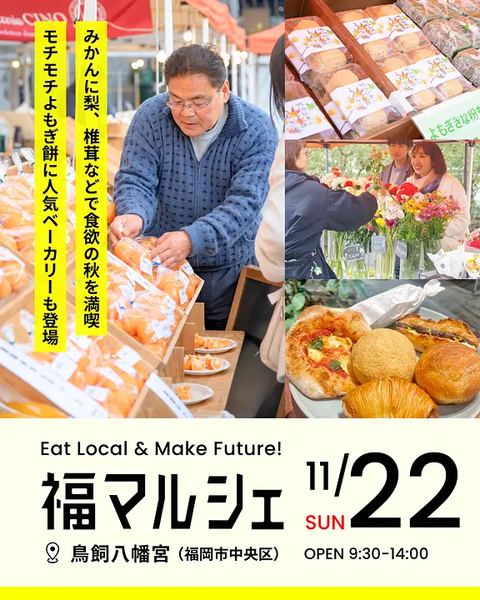 みかんに梨、椎茸などで食欲の秋を満喫
モチモチよもぎ餅に人気ベーカリーも登場
Eat Local & Make Future!
福マルシェ
11/22
SUN
鳥飼八幡宮（福岡市中央区）
OPEN 9:30-14:00